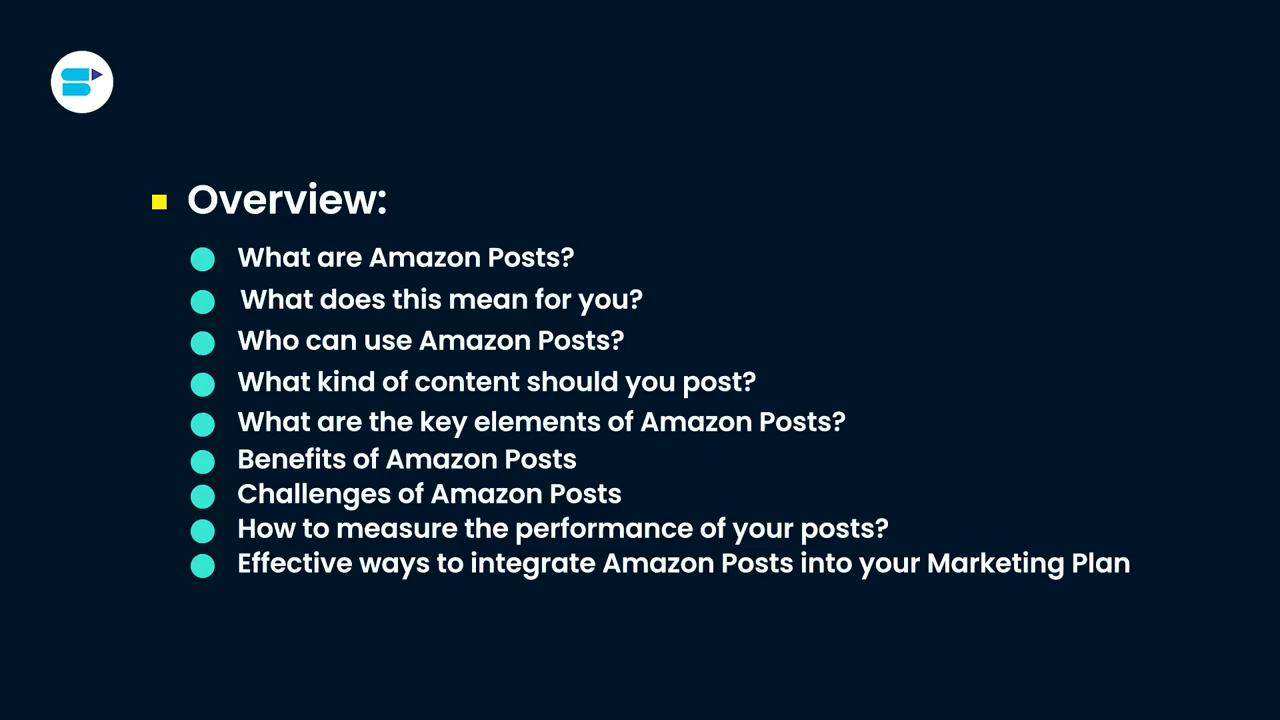 Overview:
What are Amazon Posts?
What does this mean for you?
Who can use Amazon Posts?
What kind of content should you post?
What are the key elements of Amazon Posts?
Benefits of Amazon Posts
Challenges of Amazon Posts
How to measure the performance of your posts?
Effective ways to integrate Amazon Posts into your Marketing Plan